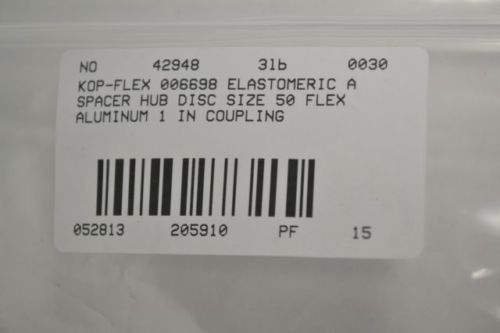 NO 42948 3lb 0030
KOP-FLEX 006698 ELASTOMERIC A
SPACER HUB DISC SIZE 50 FLEX
ALUMINUM 1 IN COUPLING
052813 205910 PF 15